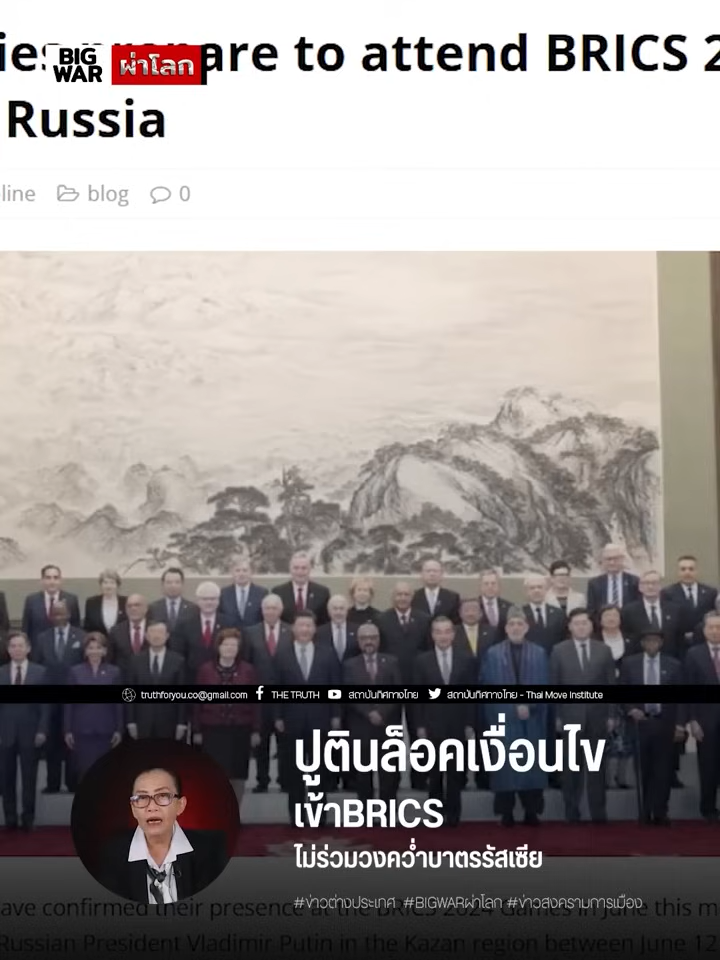 are to attend BRICS 2
BIG
WAR ผ่าโลก
Russia
line blog 0
truthforyou.co@gmail.com THE TRUTH สถาบันทิศทางไทย สถาบันทิศทางไทย - Thai Move Institute
ปูตินล็อคเงื่อนไข
เข้าBRICS
ไม่ร่วมวงคว่ำบาตรรัสเซีย
#ข่าวต่างประเทศ #BIGWARผ่าโลก #ข่าวสงครามการเมือง
ave confirmed their presence at the BRICS 2024 Games in June this
Russian President Vladimir Putin in the Kazan region between June 12